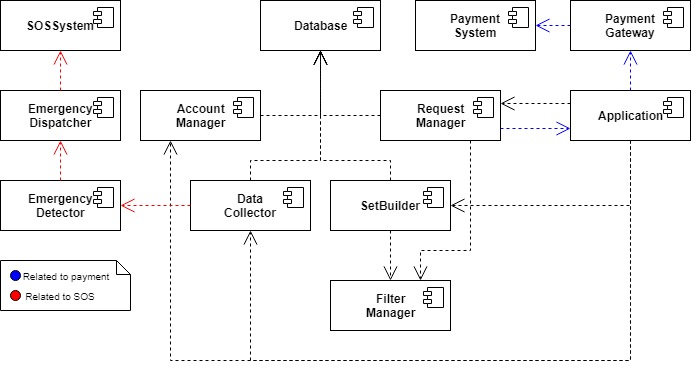 SOSSystem
Database
Payment
System
Payment
Gateway
Emergency
Dispatcher
Account
Manager
Request
Manager
Application
Emergency
Detector
Data
Collector
SetBuilder
Related to payment
Related to SOS
Filter
Manager